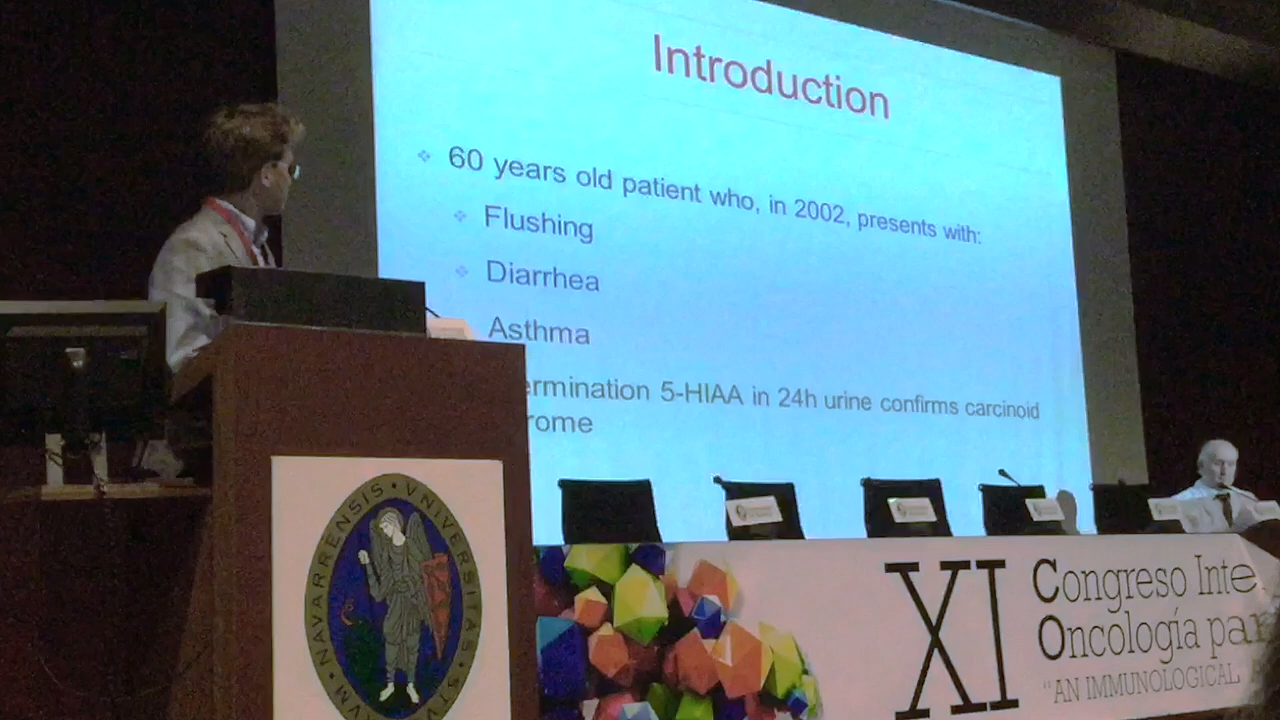 Introduction
60 years old patient who, in 2002, presents with:
Flushing
Diarrhea
Asthma
ermination 5-HIAA in 24h urine confirms carcinoid
rome
NAVARRENSIS • VNIVERSITAS • STV
XI
Congreso Inte
Oncología par
"AN IMMUNOLOGICAL